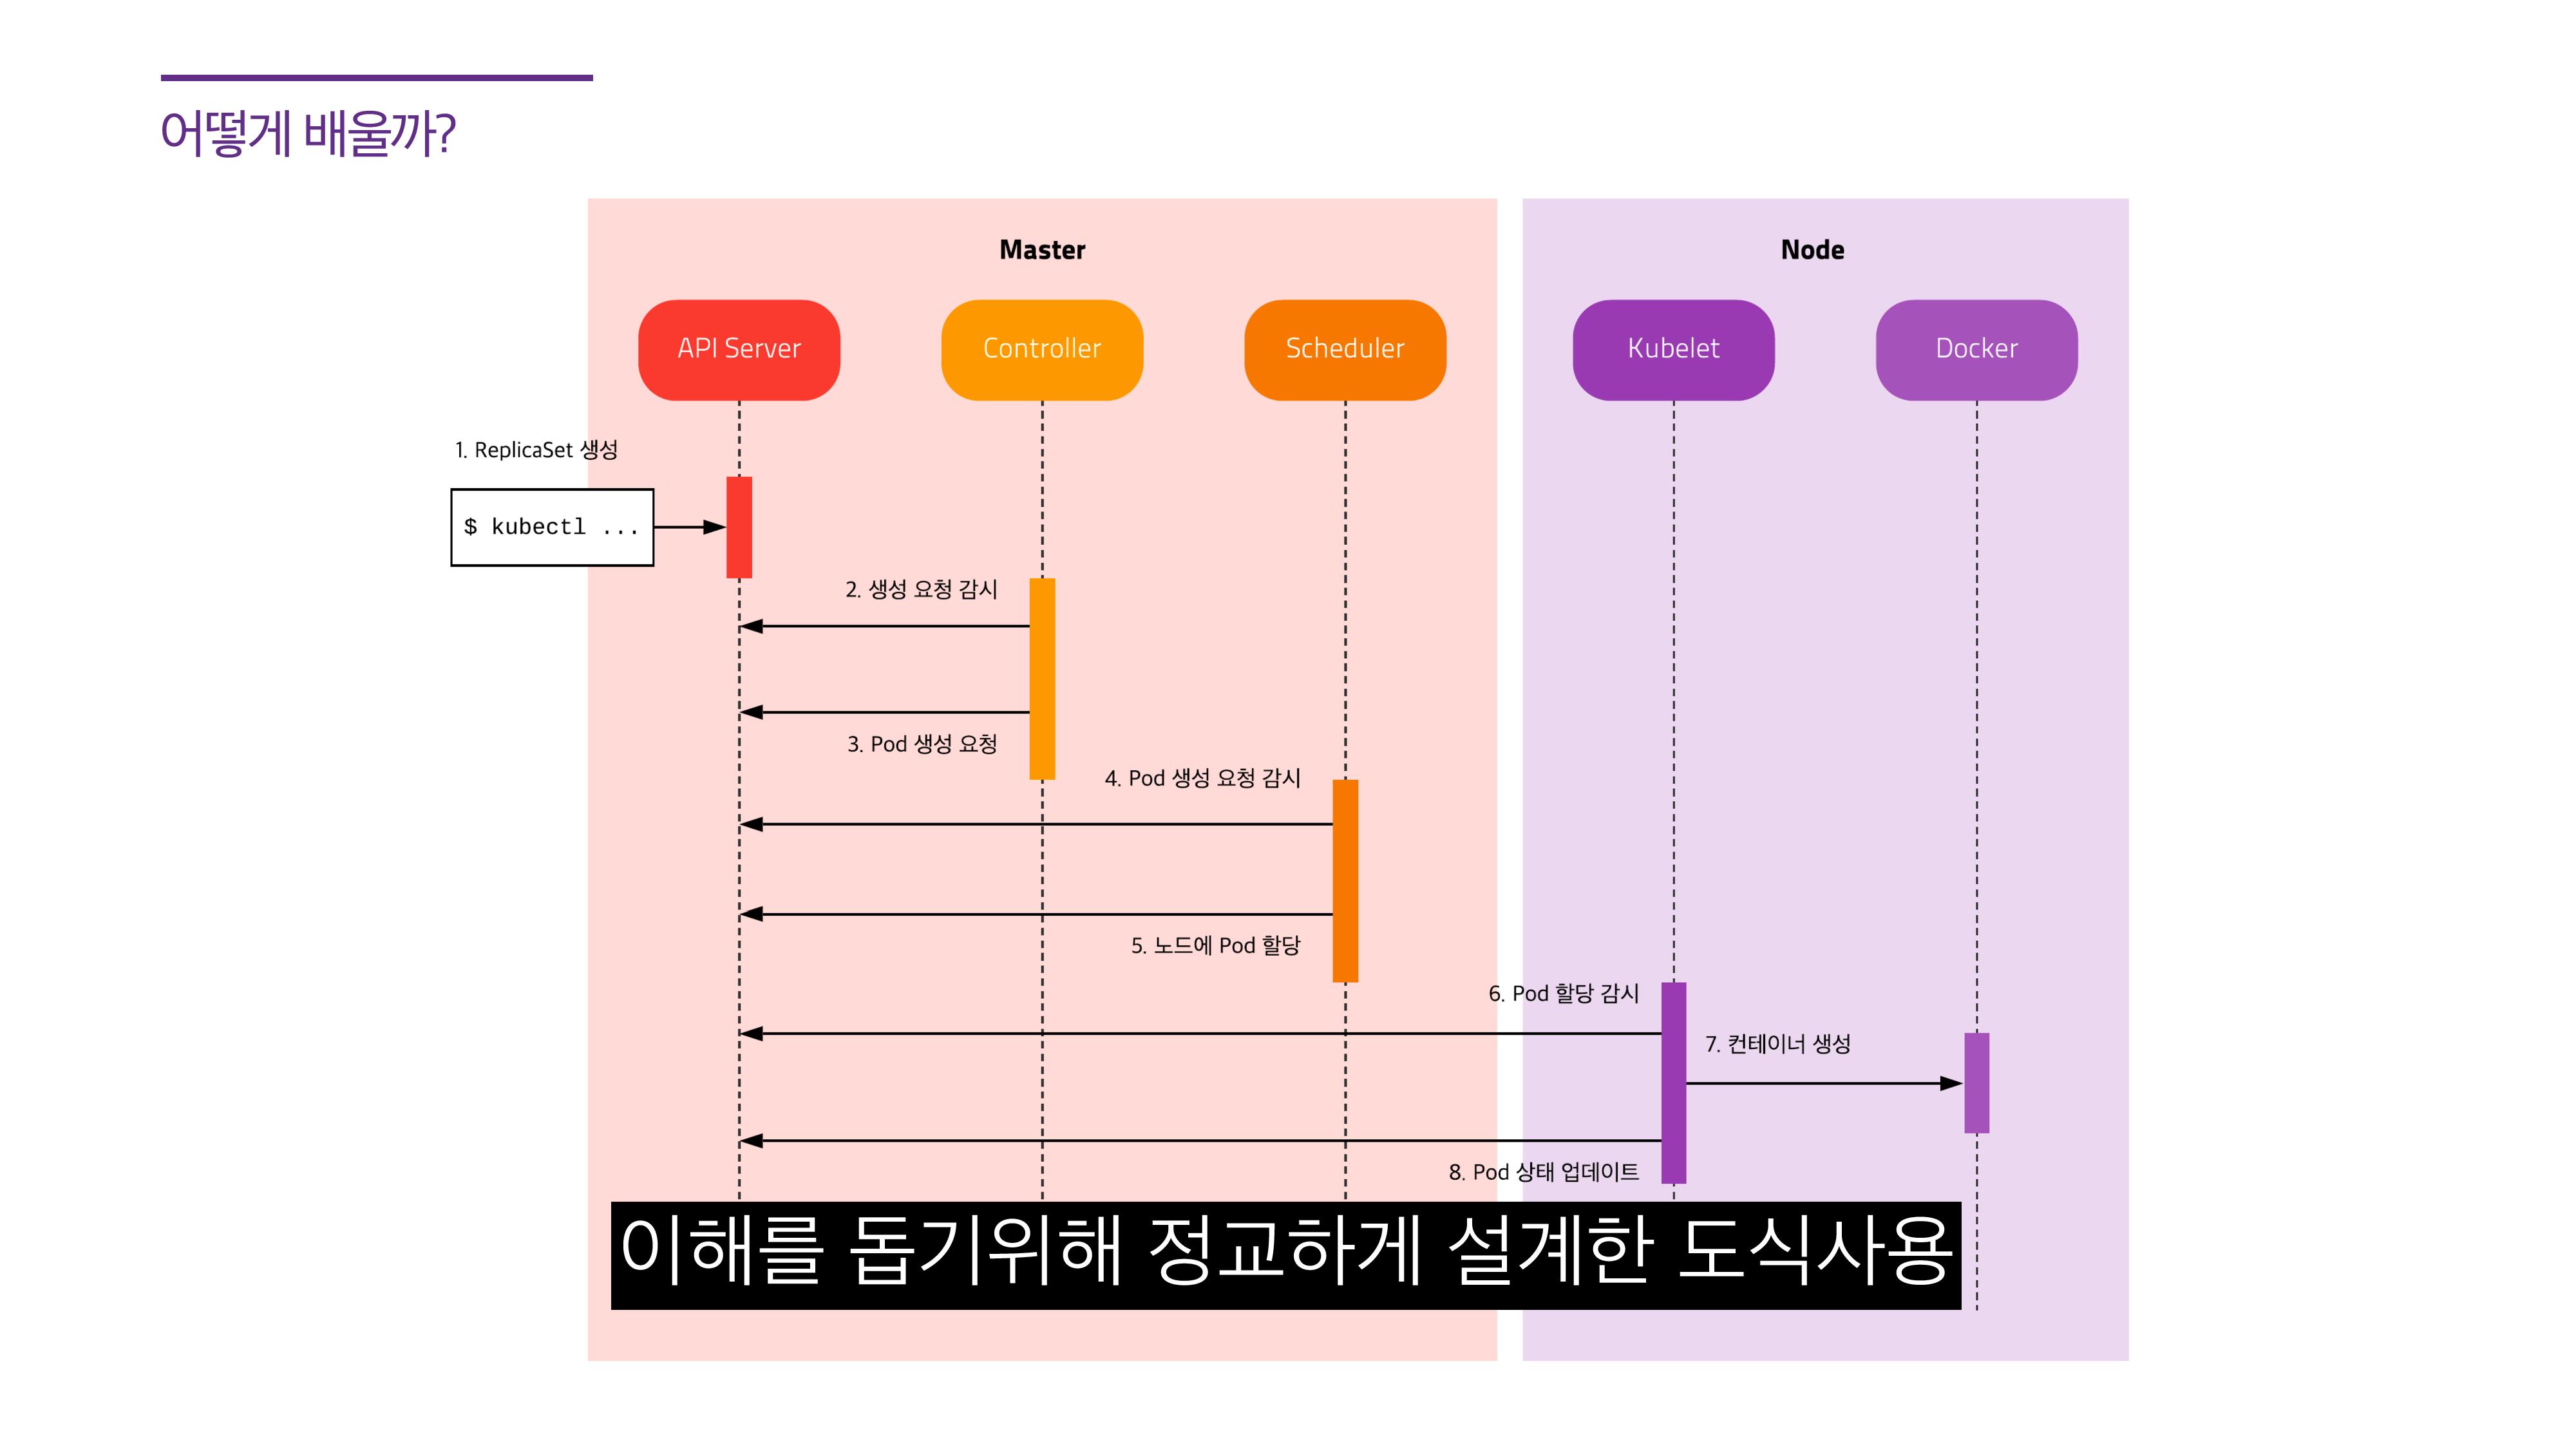 어떻게 배울까?
Master
Node
API Server
Controller
Scheduler
Kubelet
Docker
1. ReplicaSet 생성
$ kubectl ...
2. 생성 요청 감시
3. Pod 생성 요청
4. Pod 생성 요청 감시
5. 노드에 Pod 할당
6. Pod 할당 감시
7. 컨테이너 생성
8. Pod 상태 업데이트
이해를 돕기위해 정교하게 설계한 도식사용